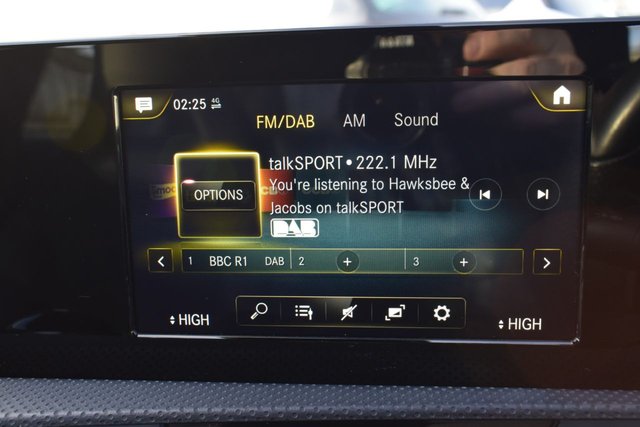 02:25 4G
FM/DAB AM Sound
talkSPORT • 222.1 MHz
OPTIONS
You're listening to Hawksbee &
Jacobs on talkSPORT
DAB
1 BBC R1 DAB 2 + 3 +
HIGH HIGH